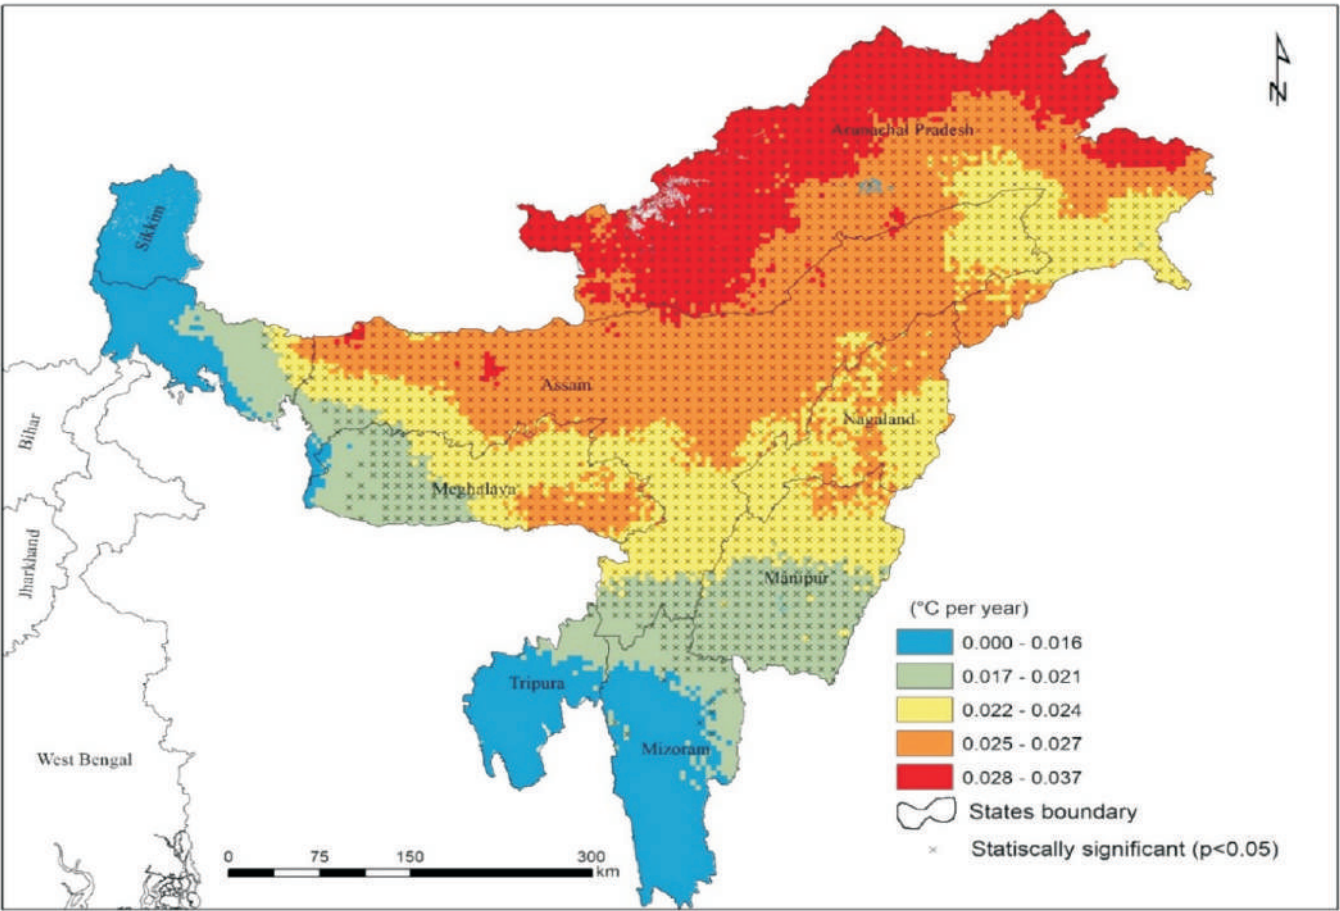 N
Arunachal Pradesh
Sikkim
Assam
Bihar
Nagaland
Meghalaya
Jharkhand
Manipur
Tripura
Mizoram
West Bengal
(°C per year)
0.000 - 0.016
0.017 - 0.021
0.022 - 0.024
0.025 - 0.027
0.028 - 0.037
States boundary
Statiscally significant (p<0.05)
0 75 150 300
km